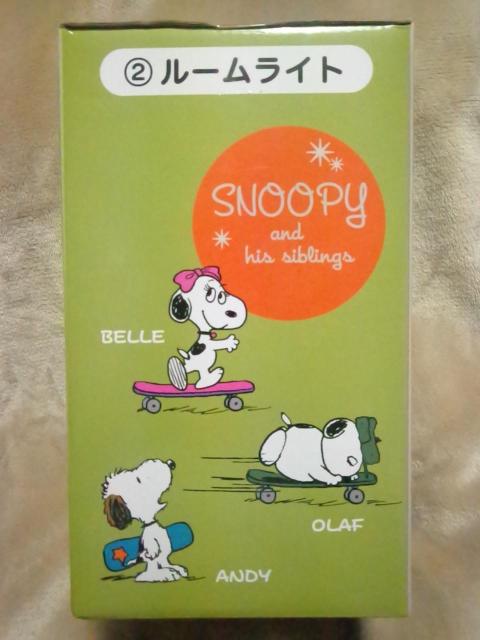 ②ルームライト
SNOOPY
and
his siblings
BELLE
OLAF
ANDY